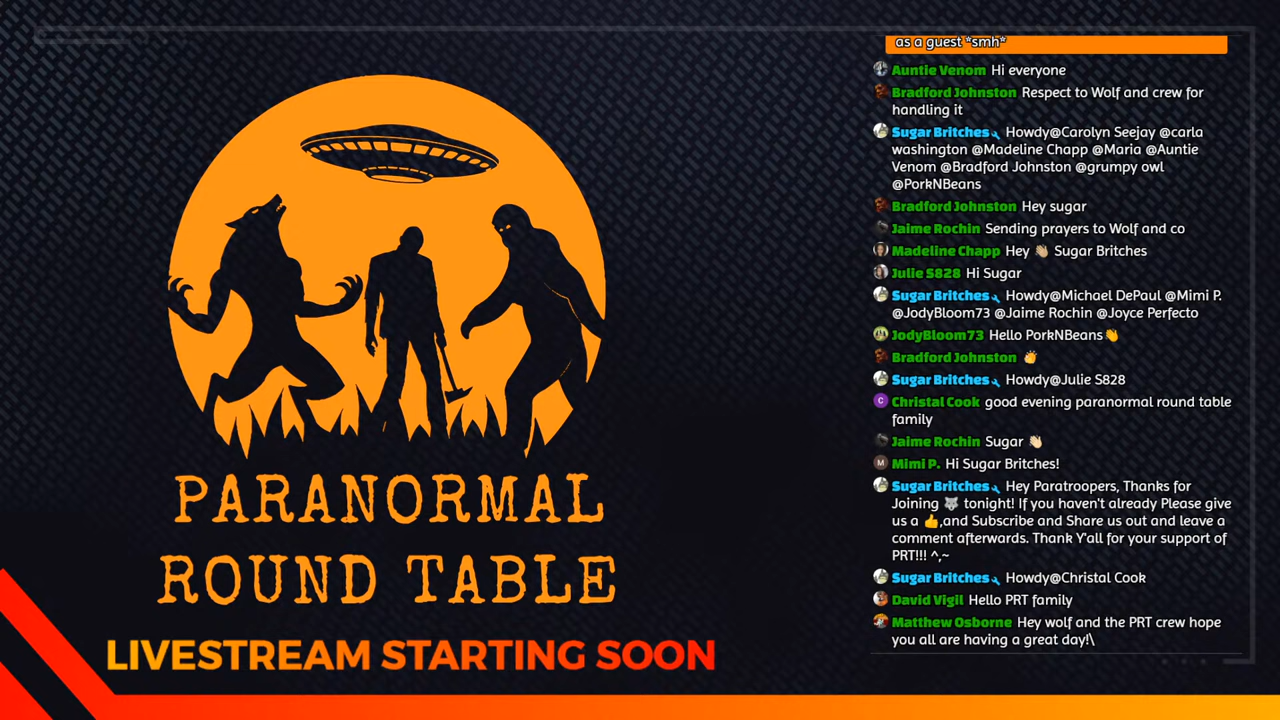 PARANORMAL
ROUND TABLE
LIVESTREAM STARTING SOON
as a guest *smh*
Auntie Venom Hi everyone
Bradford Johnston Respect to Wolf and crew for
handling it
Sugar Britches Howdy@Carolyn Seejay @carla
washington @Madeline Chapp @Maria @Auntie
Venom @Bradford Johnston @grumpy owl
@PorkNBeans
Bradford Johnston Hey sugar
Jaime Rochin Sending prayers to Wolf and co
Madeline Chapp Hey 👋🏼 Sugar Britches
Julie S828 Hi Sugar
Sugar Britches Howdy@Michael DePaul @Mimi P.
@JodyBloom73 @Jaime Rochin @Joyce Perfecto
JodyBloom73 Hello PorkNBeans👋
Bradford Johnston 👏
Sugar Britches Howdy@Julie S828
C Christal Cook good evening paranormal round table
family
Jaime Rochin Sugar 👋🏻
M Mimi P. Hi Sugar Britches!
Sugar Britches Hey Paratroopers, Thanks for
Joining 🐺 tonight! If you haven't already Please give
us a 👍,and Subscribe and Share us out and leave a
comment afterwards. Thank Y'all for your support of
PRT!!! ^,~
Sugar Britches Howdy@Christal Cook
David Vigil Hello PRT family
Matthew Osborne Hey wolf and the PRT crew hope
you all are having a great day!\